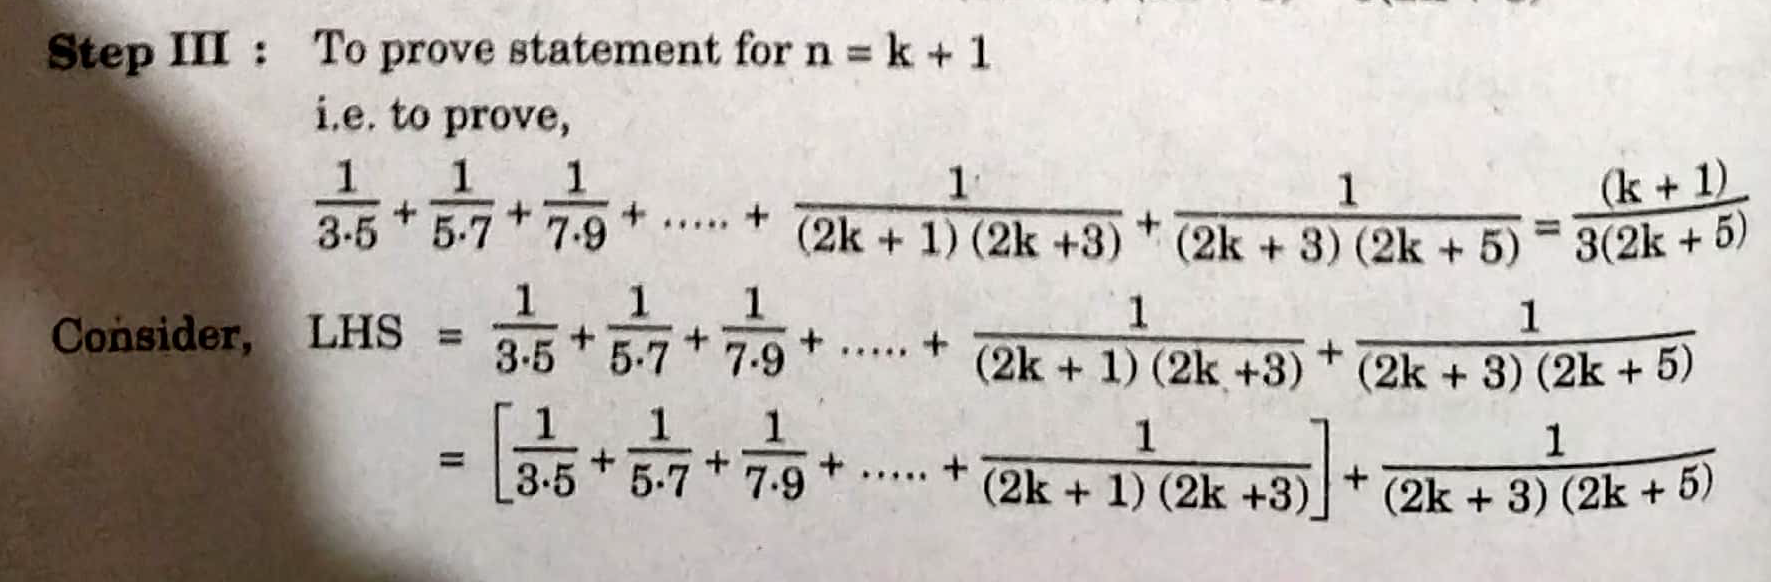 Step III : To prove statement for n = k + 1
i.e. to prove,
1/(3·5) + 1/(5·7) + 1/(7·9) + ..... + 1/((2k + 1) (2k +3)) + 1/((2k + 3) (2k + 5)) = (k + 1)/(3(2k + 5))
Consider, LHS = 1/(3·5) + 1/(5·7) + 1/(7·9) + ..... + 1/((2k + 1) (2k +3)) + 1/((2k + 3) (2k + 5))
= [1/(3·5) + 1/(5·7) + 1/(7·9) + ..... + 1/((2k + 1) (2k +3))] + 1/((2k + 3) (2k + 5))